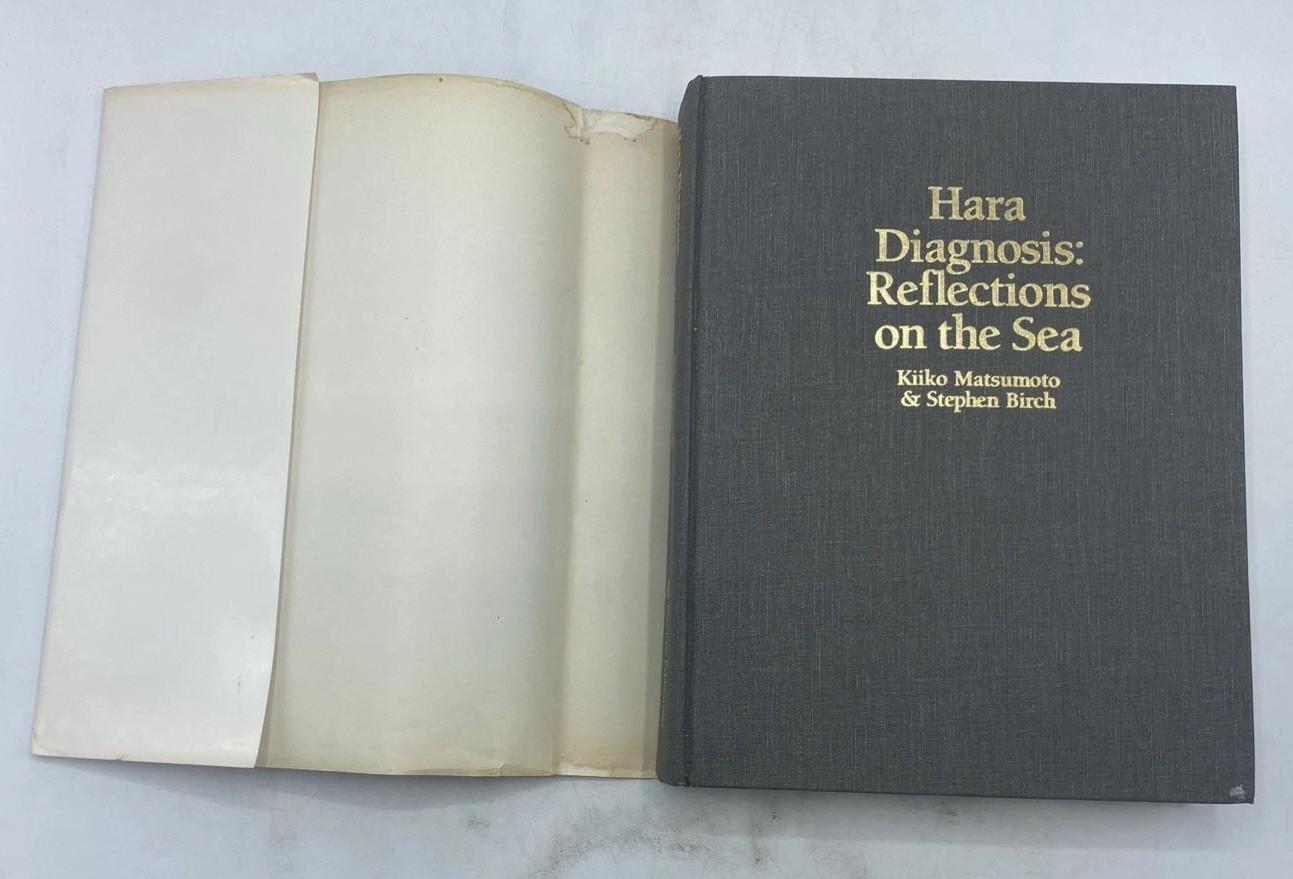 Hara
Diagnosis:
Reflections
on the Sea
Kiiko Matsumoto
& Stephen Birch